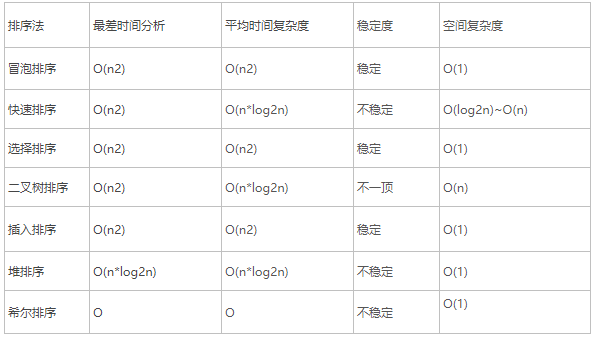 排序法 最差时间分析 平均时间复杂度 稳定度 空间复杂度
冒泡排序 O(n2) O(n2) 稳定 O(1)
快速排序 O(n2) O(n*log2n) 不稳定 O(log2n)~O(n)
选择排序 O(n2) O(n2) 稳定 O(1)
二叉树排序 O(n2) O(n*log2n) 不一顶 O(n)
插入排序 O(n2) O(n2) 稳定 O(1)
堆排序 O(n*log2n) O(n*log2n) 不稳定 O(1)
希尔排序 O O 不稳定 O(1)